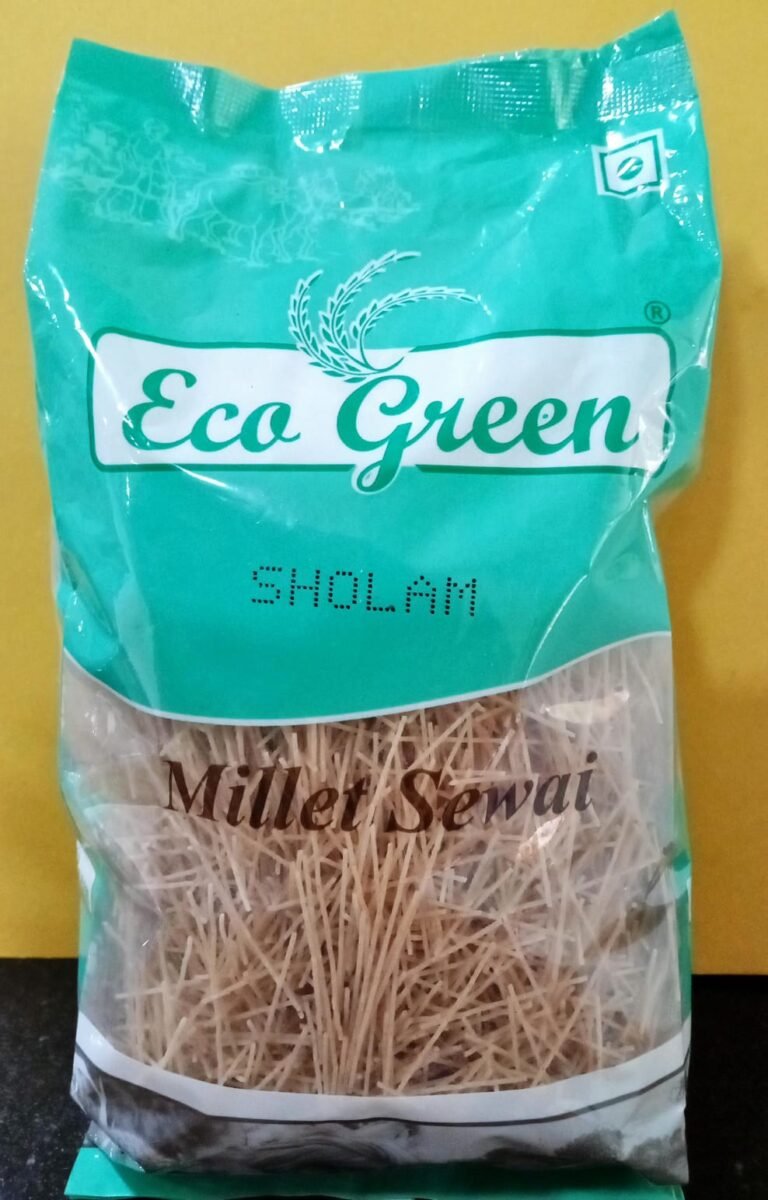 ®
Eco Green
SHOLAM
Millet Sewai